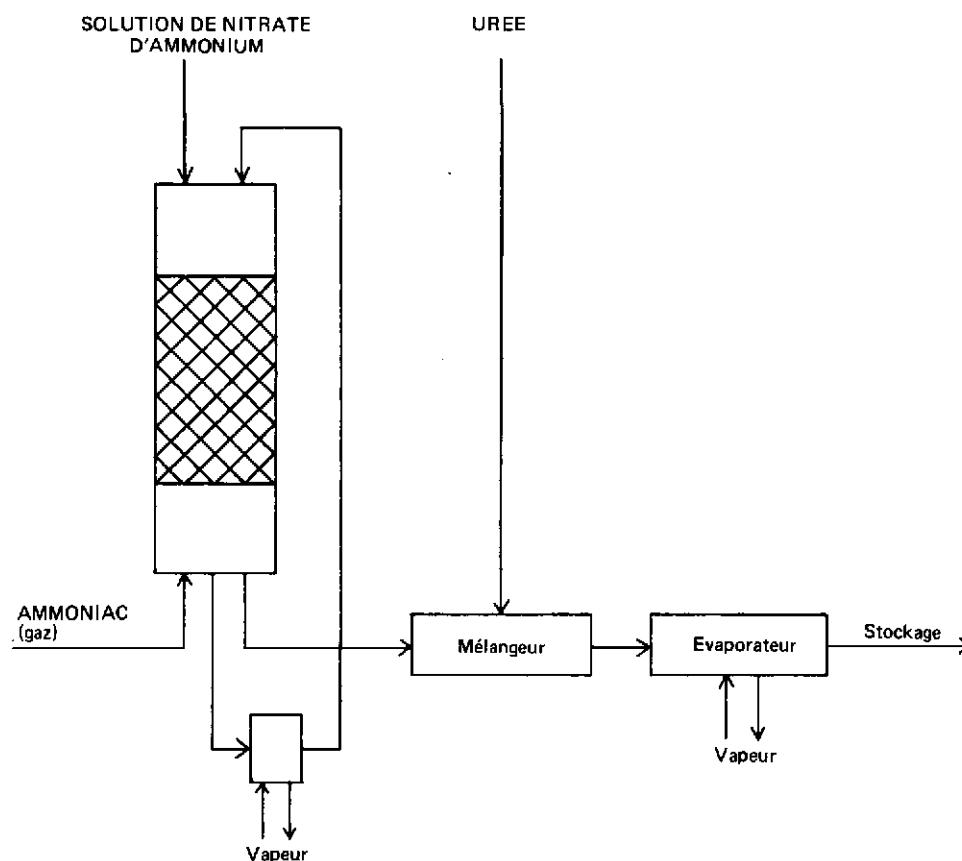 SOLUTION DE NITRATE
D'AMMONIUM
UREE
AMMONIAC
(gaz)
Mélangeur
Evaporateur
Stockage
Vapeur
Vapeur